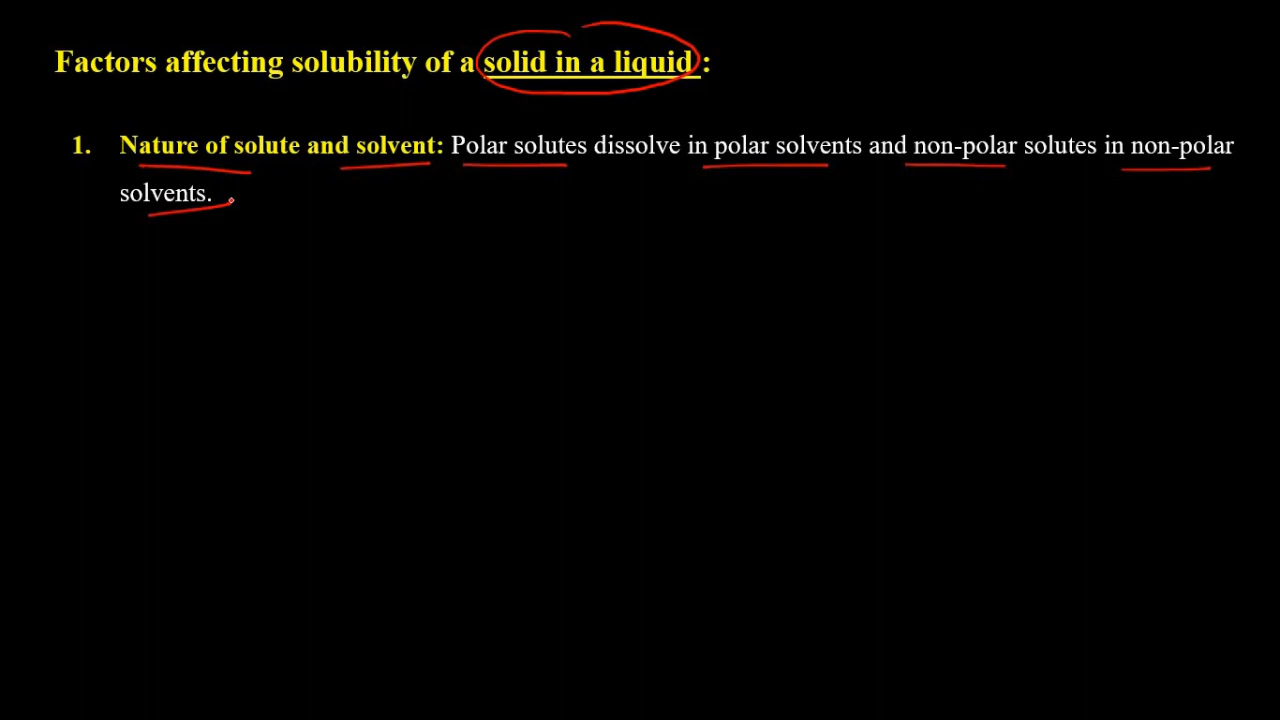 Factors affecting solubility of a solid in a liquid :
1. Nature of solute and solvent: Polar solutes dissolve in polar solvents and non-polar solutes in non-polar
solvents.